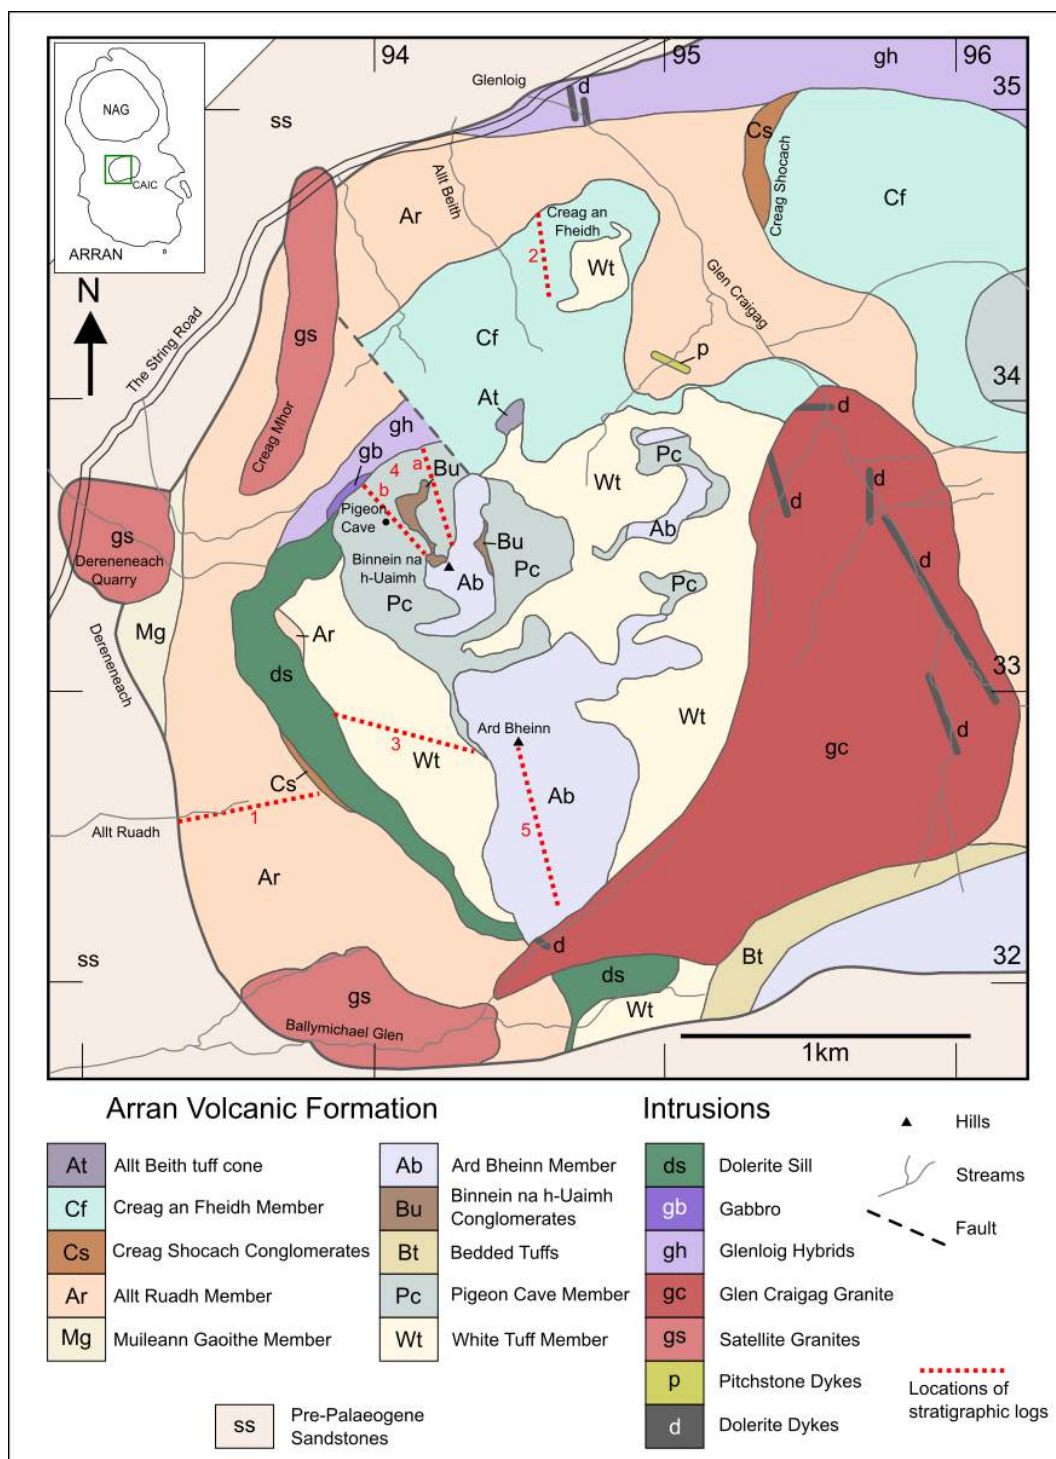 NAG
CAIC
ARRAN
N
94
95
96
gh
35
Glenloig
d
ss
Cs
Creag Shocach
Allt Beith
Ar
Creag an
Fheidh
Cf
2
Wt
Glen Craigag
The String Road
gs
Cf
p
34
Creag Mhor
At
d
gh
gb
4
a
Bu
Pc
b
Wt
Pigeon
Cave
d
d
gs
Ab
Dereneneach
Quarry
Binnein na
h-Uaimh
Bu
Pc
d
Ab
Pc
Pc
Mg
Ar
Dereneneach
ds
33
Ard Bheinn
Wt
3
Wt
d
gc
Cs
Ab
Allt Ruadh
1
5
Ar
ss
d
Bt
32
gs
ds
Wt
Ballymichael Glen
1km
Arran Volcanic Formation
Intrusions
At Allt Beith tuff cone
Cf Creag an Fheidh Member
Cs Creag Shocach Conglomerates
Ar Allt Ruadh Member
Mg Muileann Gaoithe Member
Ab Ard Bheinn Member
Bu Binnein na h-Uaimh
Conglomerates
Bt Bedded Tuffs
Pc Pigeon Cave Member
Wt White Tuff Member
ds Dolerite Sill
gb Gabbro
gh Glenloig Hybrids
gc Glen Craigag Granite
gs Satellite Granites
p Pitchstone Dykes
d Dolerite Dykes
Hills
Streams
Fault
Locations of
stratigraphic logs
ss Pre-Palaeogene
Sandstones